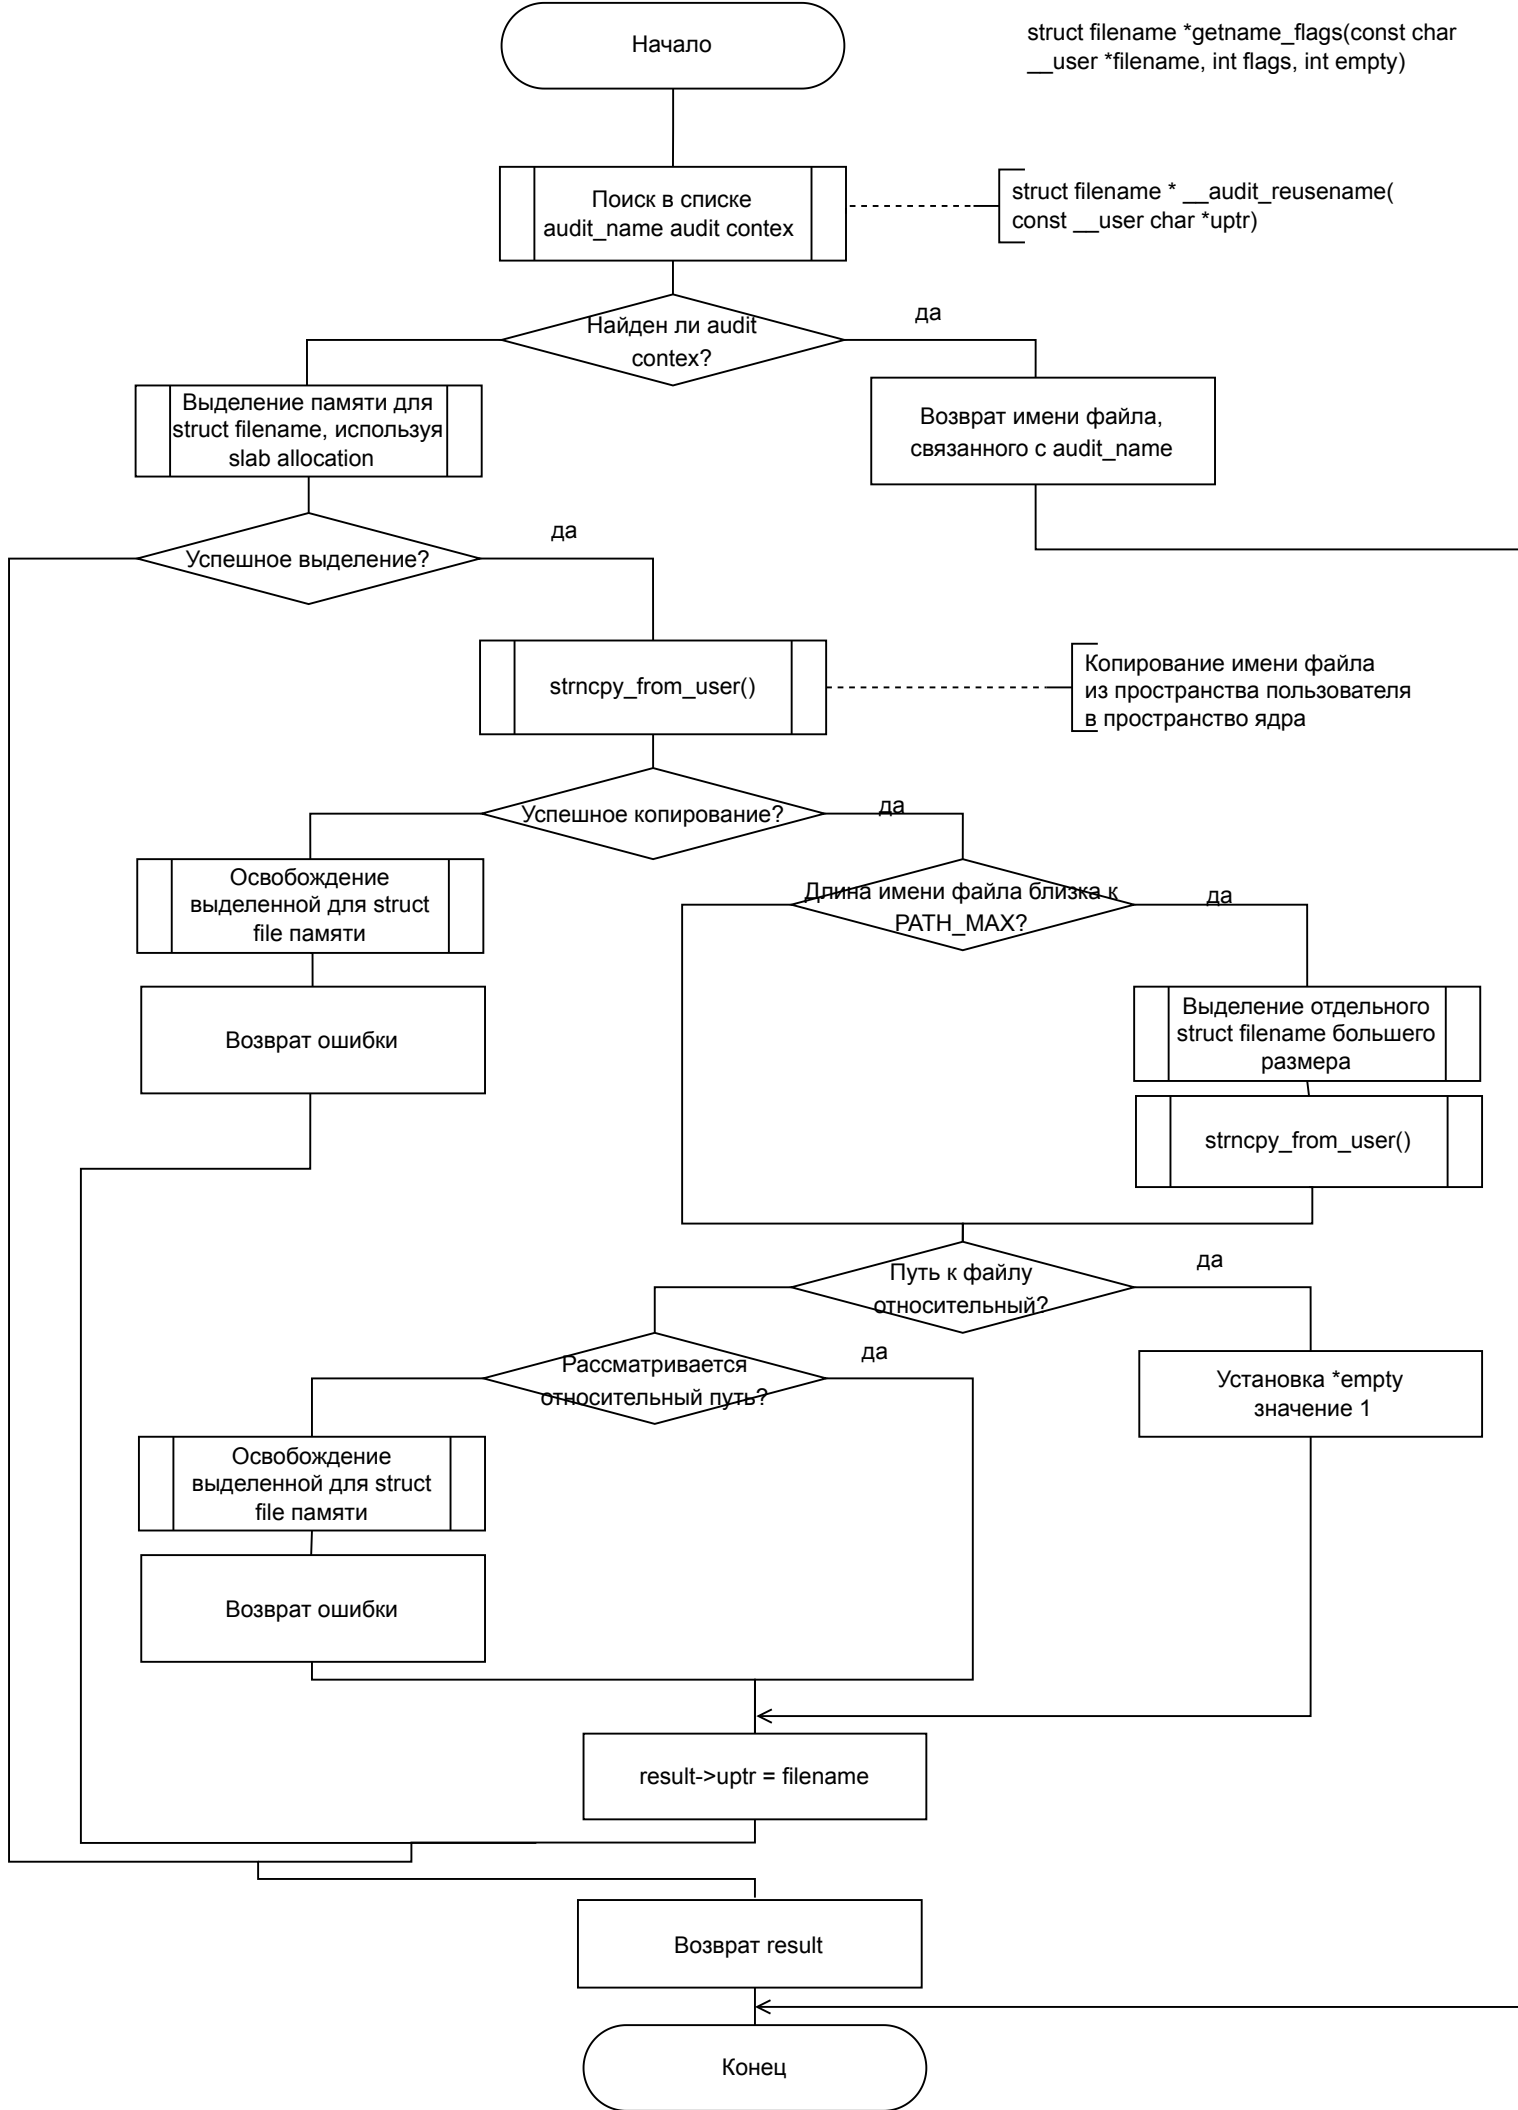 Начало
struct filename *getname_flags(const char
__user *filename, int flags, int empty)
Поиск в списке
audit_name audit contex
struct filename * __audit_reusename(
const __user char *uptr)
Найден ли audit
contex?
да
Выделение памяти для
struct filename, используя
slab allocation
Возврат имени файла,
связанного с audit_name
Успешное выделение?
да
strncpy_from_user()
Копирование имени файла
из пространства пользователя
в пространство ядра
Успешное копирование?
да
Освобождение
выделенной для struct
file памяти
Длина имени файла близка к
PATH_MAX?
да
Возврат ошибки
Выделение отдельного
struct filename большего
размера
strncpy_from_user()
Путь к файлу
относительный?
да
Рассматривается
относительный путь?
да
Установка *empty
значение 1
Освобождение
выделенной для struct
file памяти
Возврат ошибки
result->uptr = filename
Возврат result
Конец